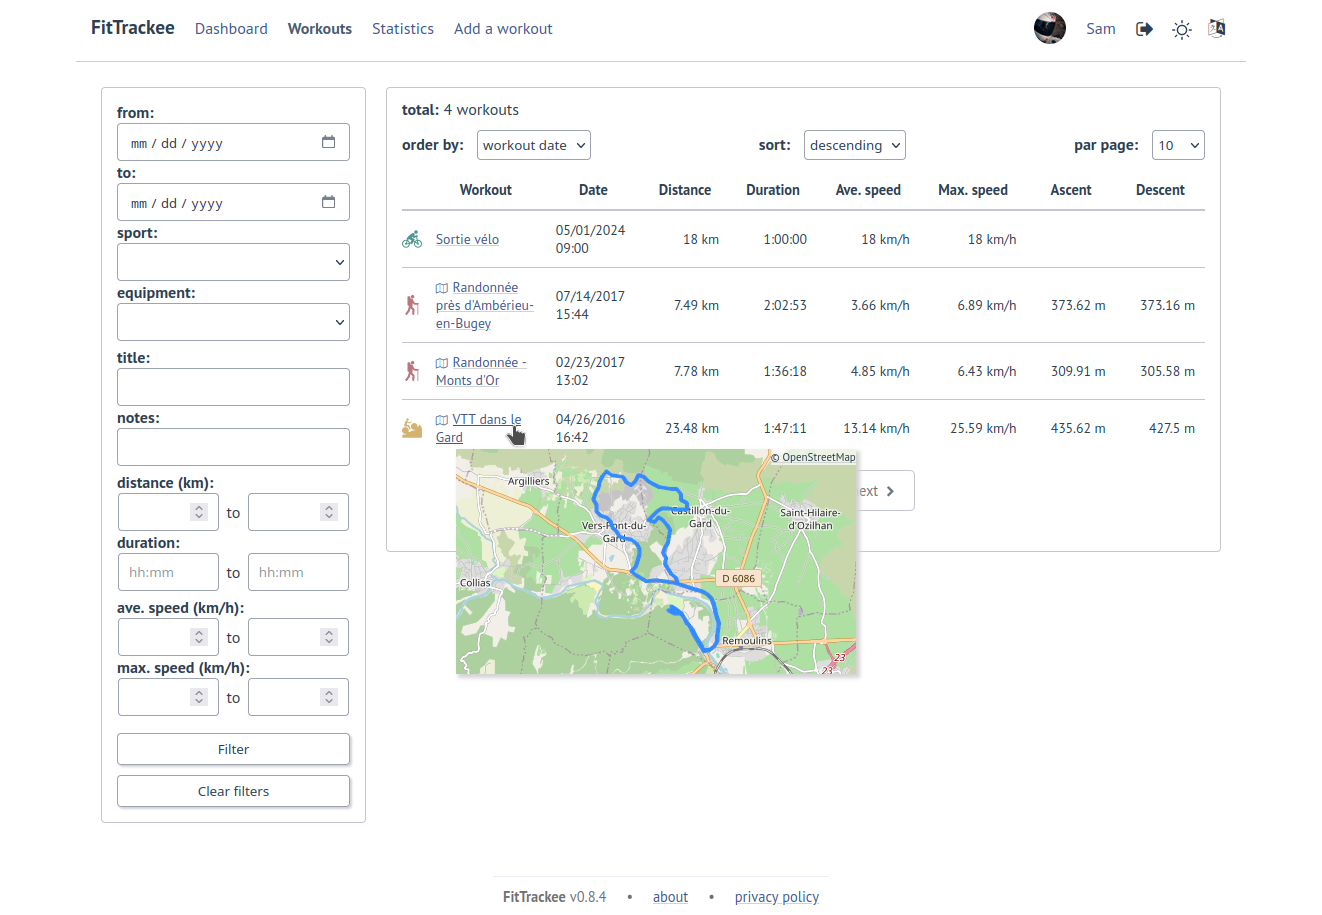 FitTrackee Dashboard Workouts Statistics Add a workout Sam
from:
mm / dd / yyyy
to:
mm / dd / yyyy
sport:
equipment:
title:
notes:
distance (km):
to
duration:
hh:mm to hh:mm
ave. speed (km/h):
to
max. speed (km/h):
to
Filter
Clear filters
total: 4 workouts
order by: workout date sort: descending par page: 10
Workout Date Distance Duration Ave. speed Max. speed Ascent Descent
Sortie vélo 05/01/2024 09:00 18 km 1:00:00 18 km/h 18 km/h
Randonnée
près d'Ambérieu-
en-Bugey
07/14/2017
15:44
7.49 km 2:02:53 3.66 km/h 6.89 km/h 373.62 m 373.16 m
Randonnée -
Monts d'Or
02/23/2017
13:02
7.78 km 1:36:18 4.85 km/h 6.43 km/h 309.91 m 305.58 m
VTT dans le
Gard
04/26/2016
16:42
23.48 km 1:47:11 13.14 km/h 25.59 km/h 435.62 m 427.5 m
© OpenStreetMap
Argilliers
ext
Castillon-du-
Gard
Saint-Hilaire-
d'Ozilhan
Vers-Pont-du-
Gard
Collias
D 6086
Remoulins
23
23
FitTrackee v0.8.4 • about • privacy policy